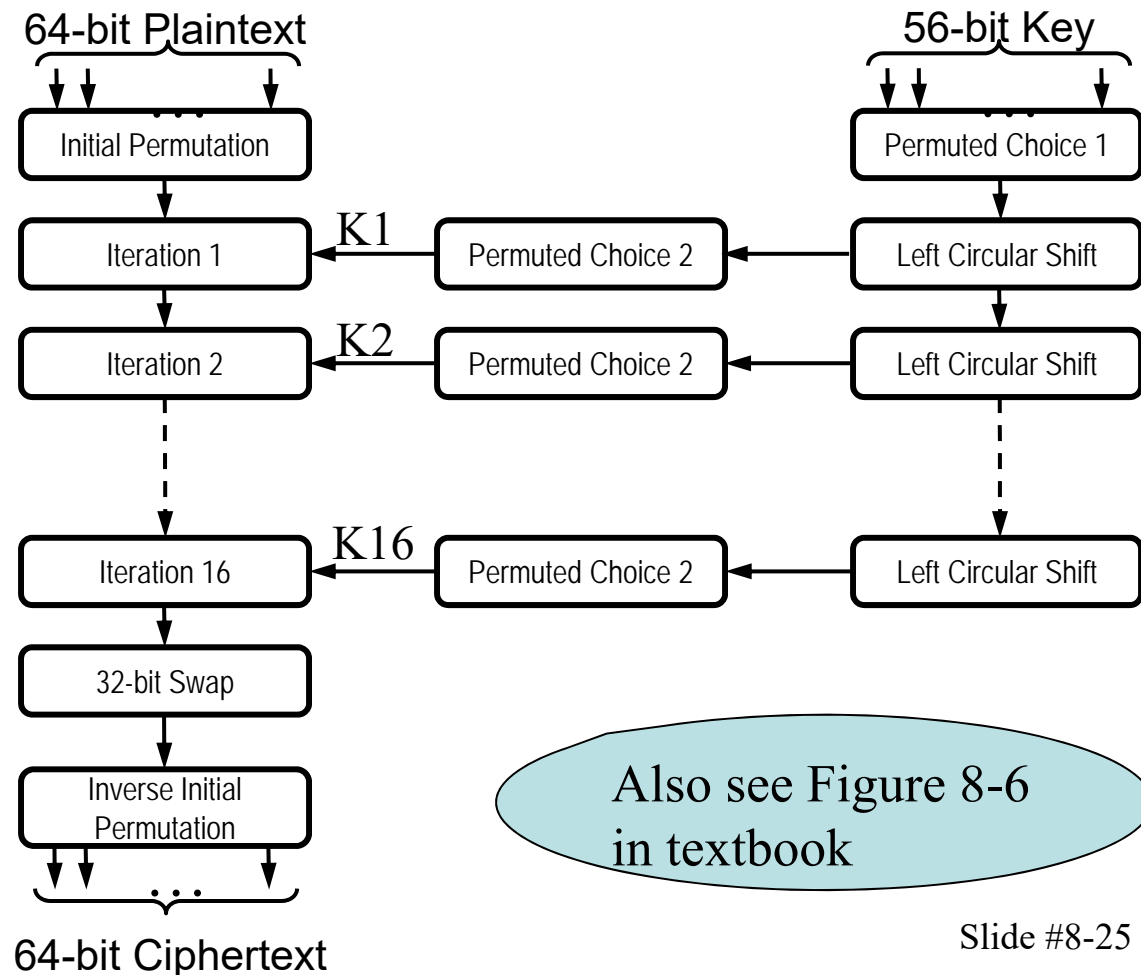 64-bit Plaintext
56-bit Key
...
...
Initial Permutation
Permuted Choice 1
K1
Iteration 1
Permuted Choice 2
Left Circular Shift
K2
Iteration 2
Permuted Choice 2
Left Circular Shift
K16
Iteration 16
Permuted Choice 2
Left Circular Shift
32-bit Swap
Inverse Initial
Permutation
...
64-bit Ciphertext
Also see Figure 8-6
in textbook
Slide #8-25